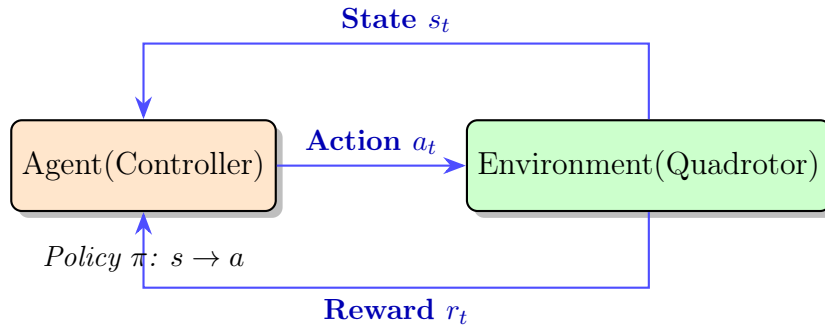 State $s_t$
Agent(Controller)
Action $a_t$
Environment(Quadrotor)
Policy $\pi$: $s \rightarrow a$
Reward $r_t$